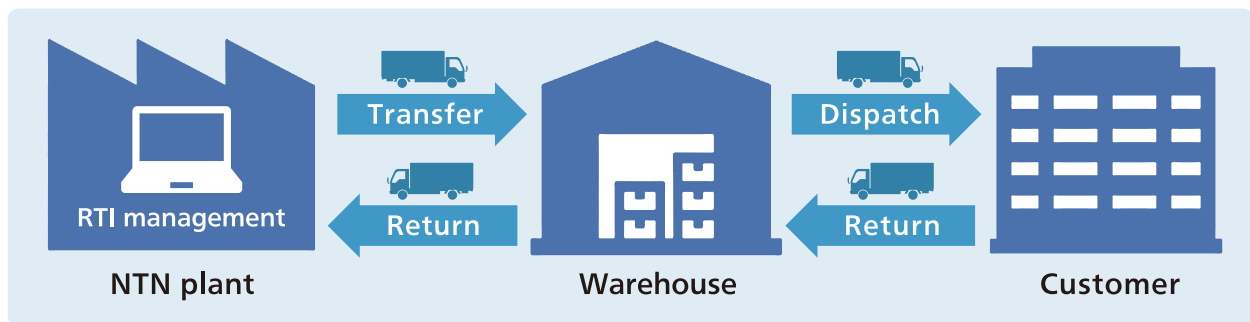 Transfer
Dispatch
RTI management
Return
Return
NTN plant
Warehouse
Customer